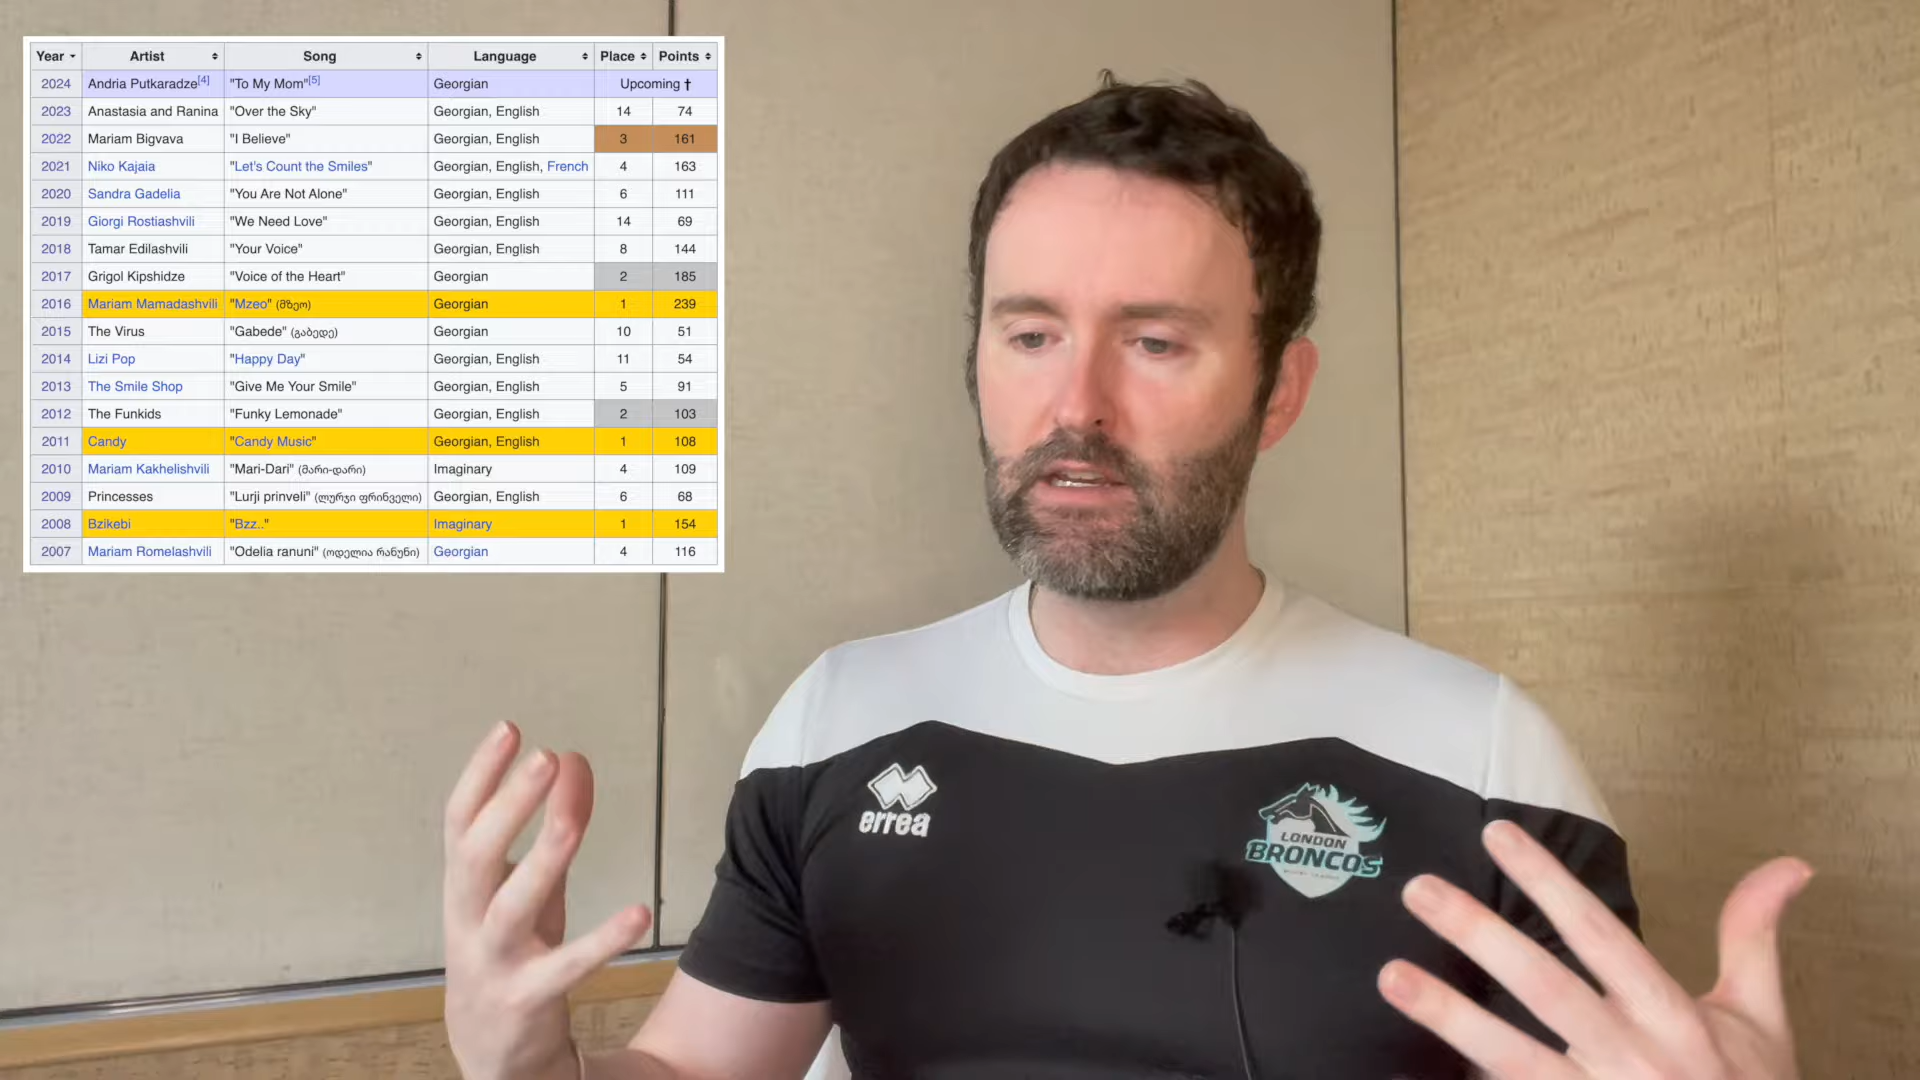 Year Artist Song Language Place Points
2024 Andria Putkaradze[4] "To My Mom"[5] Georgian Upcoming †
2023 Anastasia and Ranina "Over the Sky" Georgian, English 14 74
2022 Mariam Bigvava "I Believe" Georgian, English 3 161
2021 Niko Kajaia "Let's Count the Smiles" Georgian, English, French 4 163
2020 Sandra Gadelia "You Are Not Alone" Georgian, English 6 111
2019 Giorgi Rostiashvili "We Need Love" Georgian, English 14 69
2018 Tamar Edilashvili "Your Voice" Georgian, English 8 144
2017 Grigol Kipshidze "Voice of the Heart" Georgian 2 185
2016 Mariam Mamadashvili "Mzeo" (მზეო) Georgian 1 239
2015 The Virus "Gabede" (გაბედე) Georgian 10 51
2014 Lizi Pop "Happy Day" Georgian, English 11 54
2013 The Smile Shop "Give Me Your Smile" Georgian, English 5 91
2012 The Funkids "Funky Lemonade" Georgian, English 2 103
2011 Candy "Candy Music" Georgian, English 1 108
2010 Mariam Kakhelishvili "Mari-Dari" (მარი-დარი) Imaginary 4 109
2009 Princesses "Lurji prinveli" (ლურჯი ფრინველი) Georgian, English 6 68
2008 Bzikebi "Bzz.." Imaginary 1 154
2007 Mariam Romelashvili "Odelia ranuni" (ოდელია რანუნი) Georgian 4 116
errea
LONDON
BRONCOS